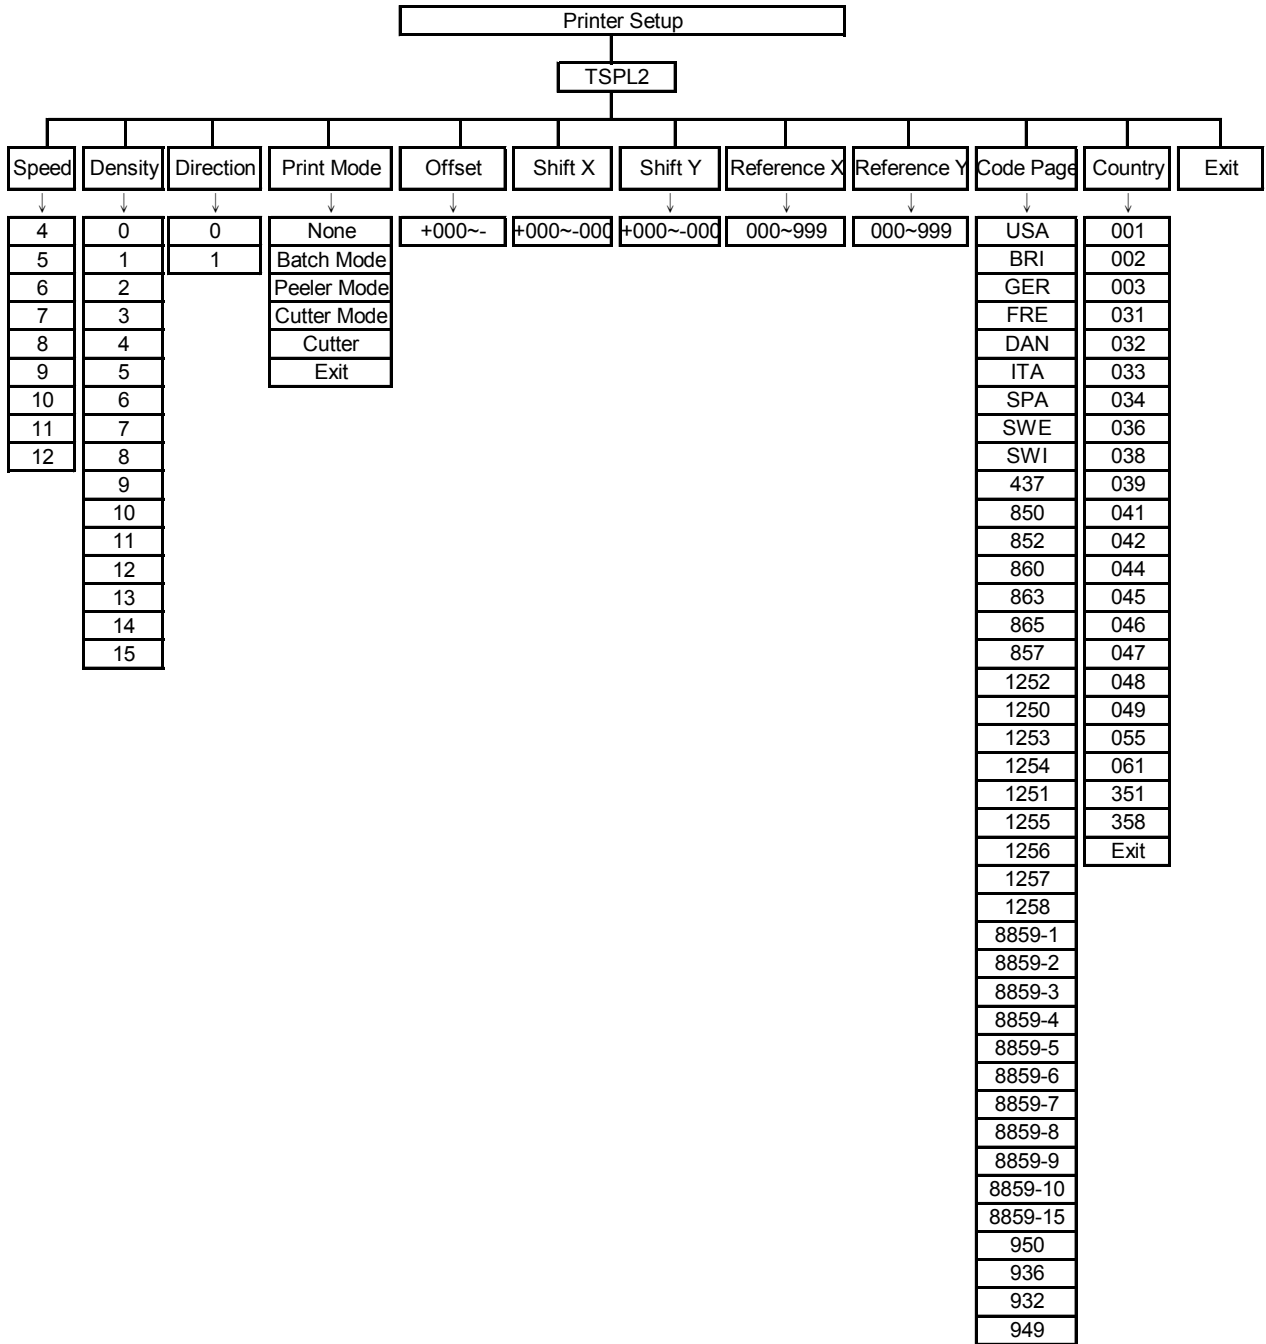 Printer Setup
TSPL2
Speed Density Direction Print Mode Offset Shift X Shift Y Reference X Reference Y Code Page Country Exit
4 0 0 None +000~- +000~-000 +000~-000 000~999 000~999 USA 001
5 1 1 Batch Mode BRI 002
6 2 Peeler Mode GER 003
7 3 Cutter Mode FRE 031
8 4 Cutter DAN 032
9 5 Exit ITA 033
10 6 SPA 034
11 7 SWE 036
12 8 SWI 038
9 437 039
10 850 041
11 852 042
12 860 044
13 863 045
14 865 046
15 857 047
1252 048
1250 049
1253 055
1254 061
1251 351
1255 358
1256 Exit
1257
1258
8859-1
8859-2
8859-3
8859-4
8859-5
8859-6
8859-7
8859-8
8859-9
8859-10
8859-15
950
936
932
949